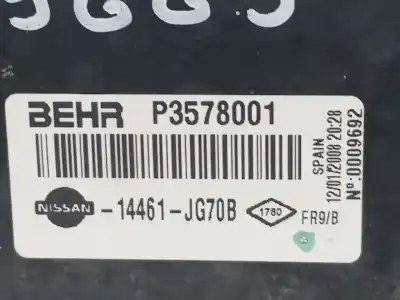 BEHR P3578001
NISSAN -14461-JG70B
1780
FR9/B
SPAIN
12/01/2008 20:28
Nº:0009692